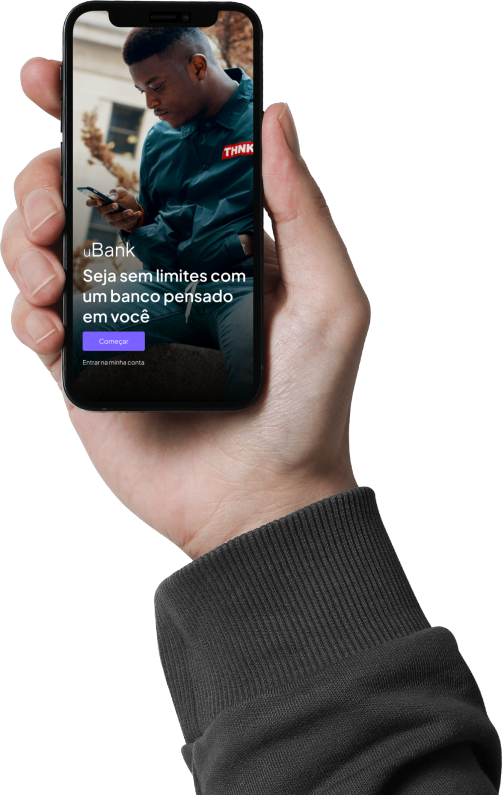 THNK
uBank
Seja sem limites com
um banco pensado
em você
Começar
Entrar na minha conta